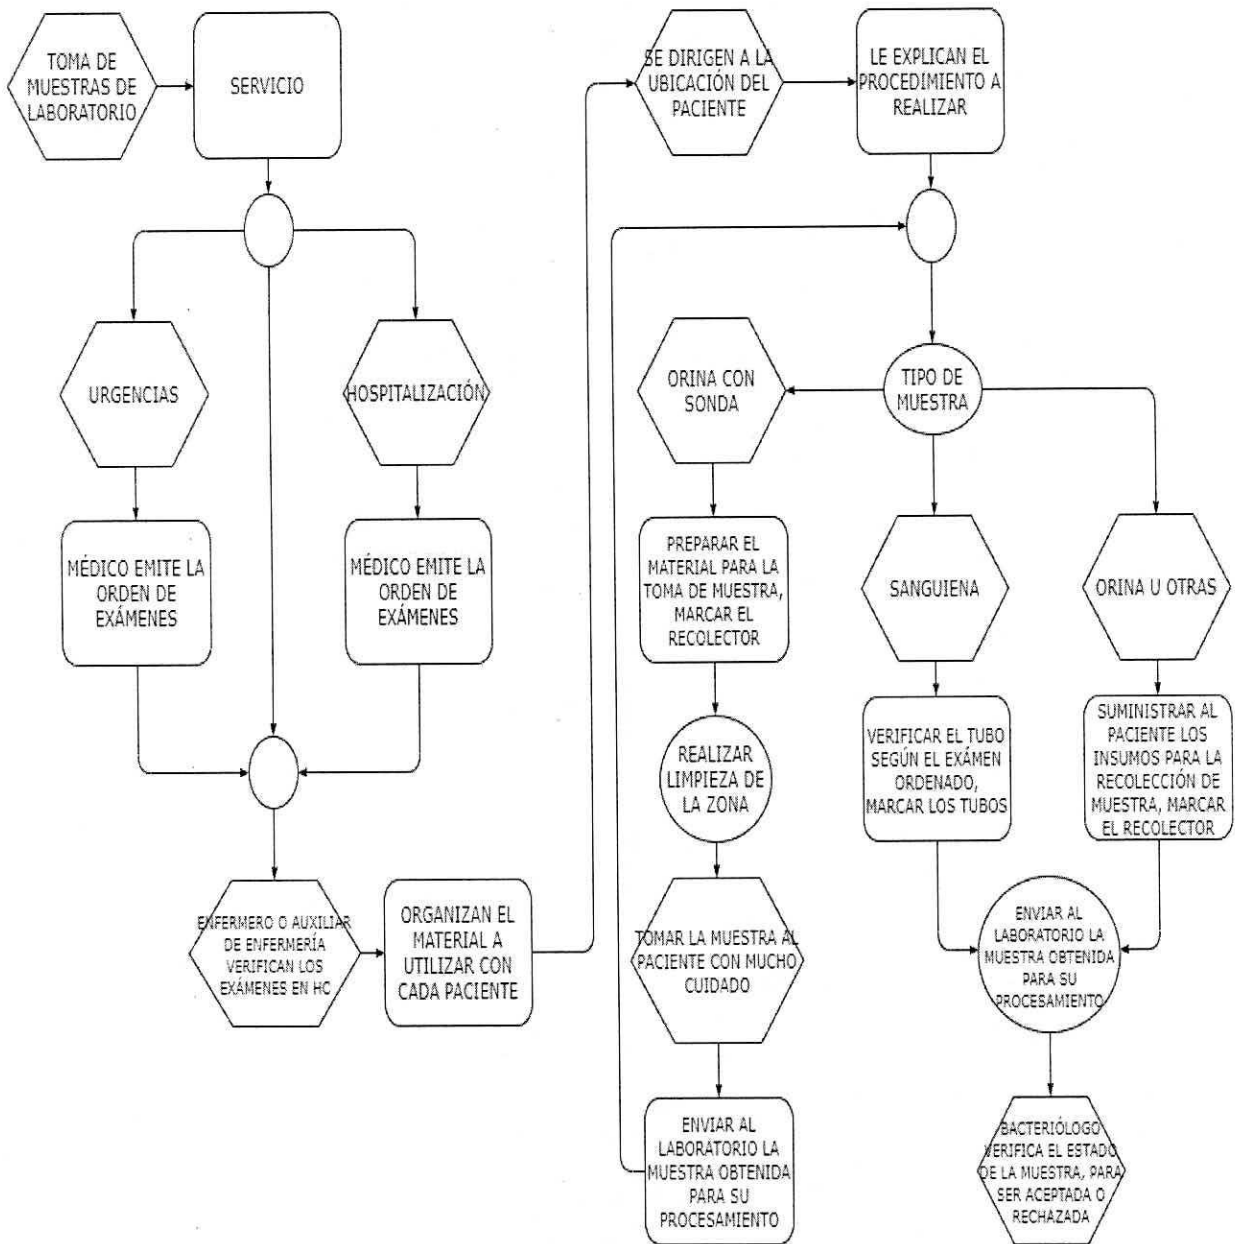 TOMA DE
MUESTRAS DE
LABORATORIO
SERVICIO
URGENCIAS
HOSPITALIZACIÓN
MÉDICO EMITE LA
ORDEN DE
EXÁMENES
MÉDICO EMITE LA
ORDEN DE
EXÁMENES
ENFERMERO O AUXILIAR
DE ENFERMERÍA
VERIFICAN LOS
EXÁMENES EN HC
ORGANIZAN EL
MATERIAL A
UTILIZAR CON
CADA PACIENTE
SE DIRIGEN A LA
UBICACIÓN DEL
PACIENTE
LE EXPLICAN EL
PROCEDIMIENTO A
REALIZAR
TIPO DE
MUESTRA
ORINA CON
SONDA
PREPARAR EL
MATERIAL PARA LA
TOMA DE MUESTRA,
MARCAR EL
RECOLECTOR
REALIZAR
LIMPIEZA DE
LA ZONA
TOMAR LA MUESTRA AL
PACIENTE CON MUCHO
CUIDADO
ENVIAR AL
LABORATORIO LA
MUESTRA OBTENIDA
PARA SU
PROCESAMIENTO
SANGUIENA
VERIFICAR EL TUBO
SEGÚN EL EXÁMEN
ORDENADO,
MARCAR LOS TUBOS
ORINA U OTRAS
SUMINISTRAR AL
PACIENTE LOS
INSUMOS PARA LA
RECOLECCIÓN DE
MUESTRA, MARCAR
EL RECOLECTOR
ENVIAR AL
LABORATORIO LA
MUESTRA OBTENIDA
PARA SU
PROCESAMIENTO
BACTERIÓLOGO
VERIFICA EL ESTADO
DE LA MUESTRA, PARA
SER ACEPTADA O
RECHAZADA